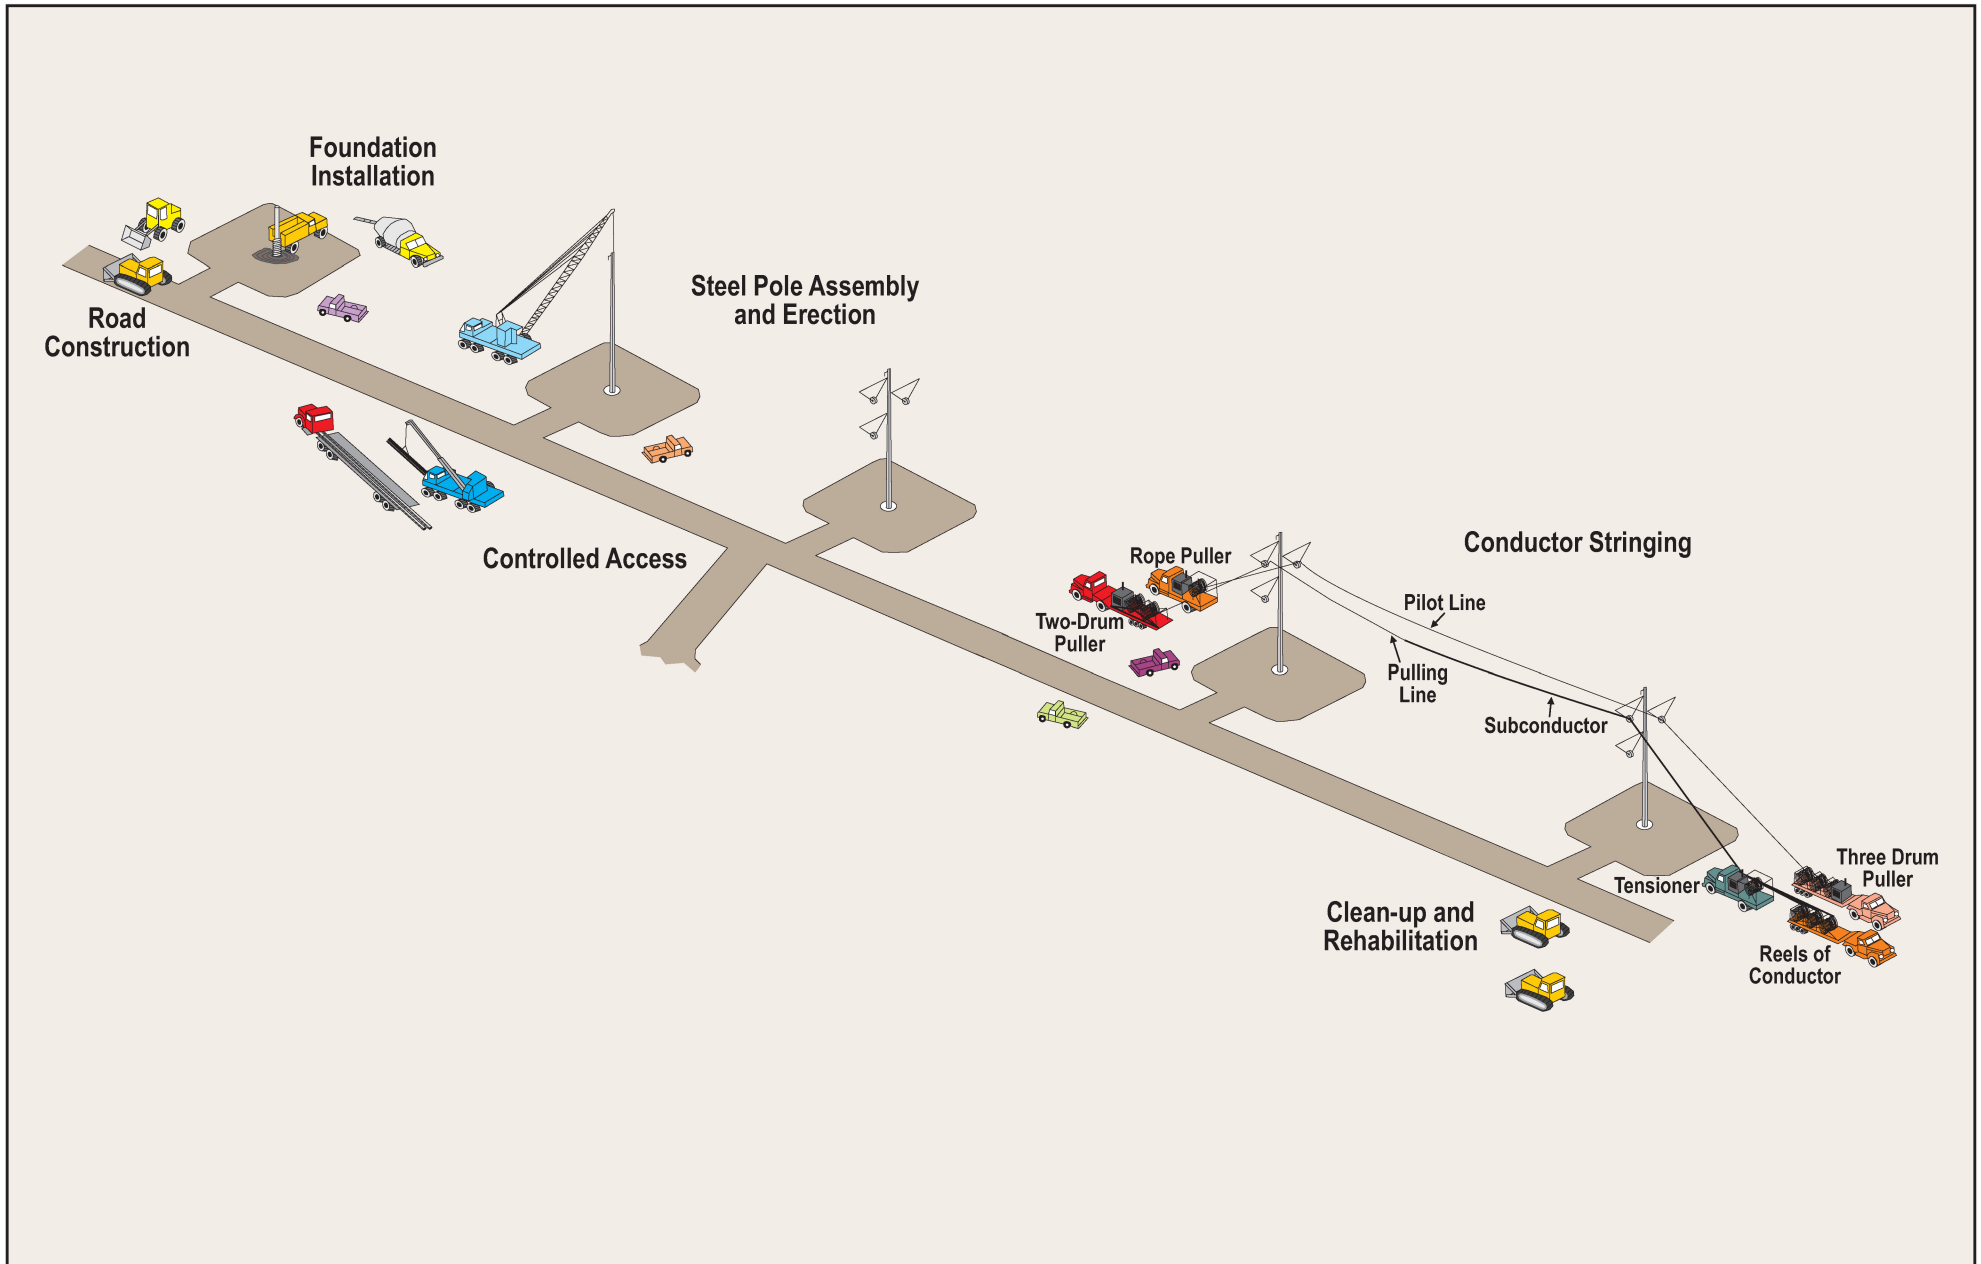 Foundation
Installation
Road
Construction
Steel Pole Assembly
and Erection
Controlled Access
Rope Puller
Two-Drum
Puller
Conductor Stringing
Pilot Line
Pulling
Line
Subconductor
Three Drum
Puller
Tensioner
Clean-up and
Rehabilitation
Reels of
Conductor